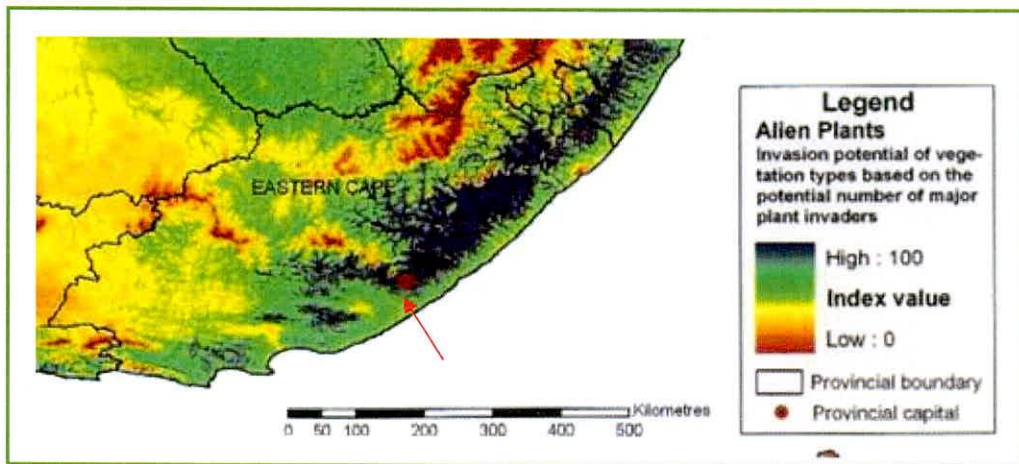 EASTERN CAPE
Kilometres
0 50 100 200 300 400 500
Legend
Alien Plants
Invasion potential of vege-
tation types based on the
potential number of major
plant invaders
High : 100
Index value
Low : 0
Provincial boundary
Provincial capital